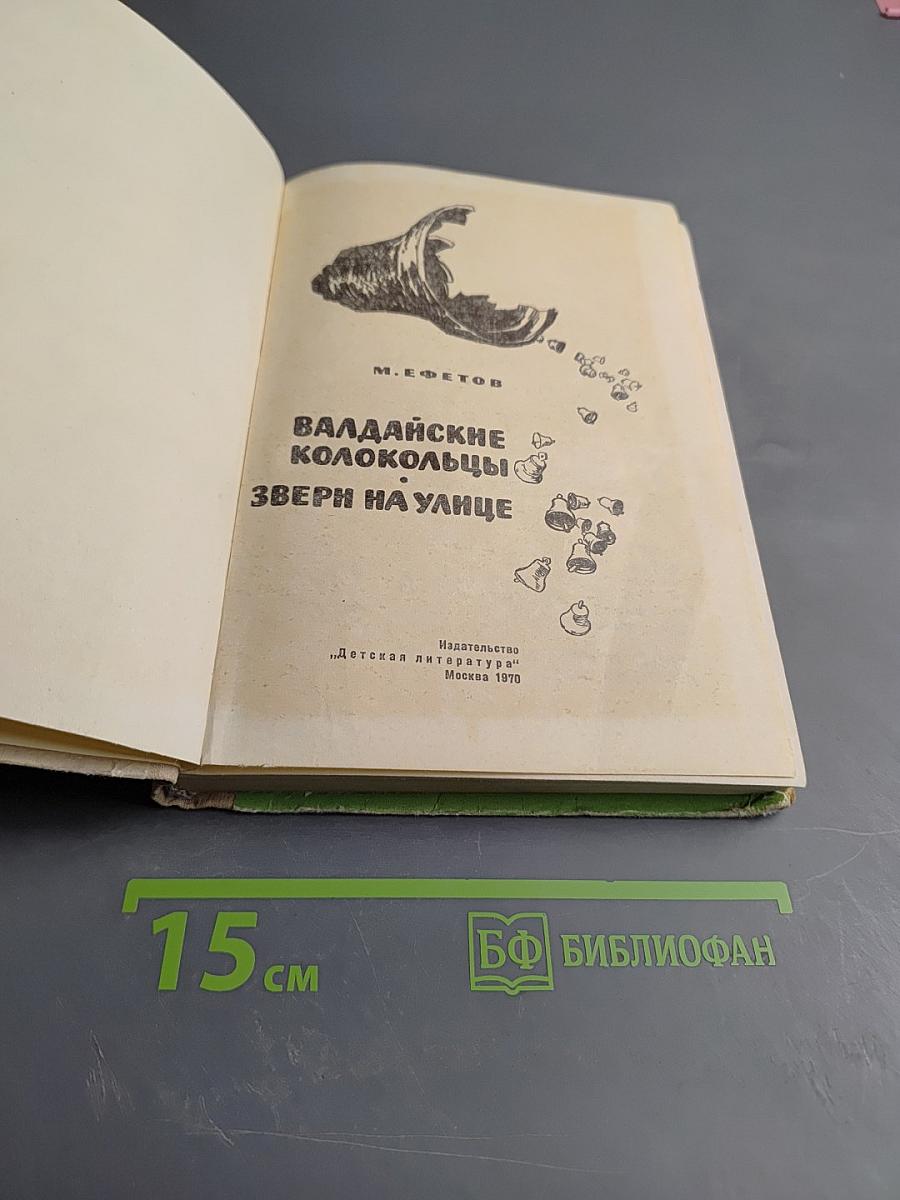 М. ЕФЕТОВ
ВАЛДАЙСКИЕ
КОЛОКОЛЬЦЫ
•
ЗВЕРИ НА УЛИЦЕ
Издательство
„Детская литература“
Москва 1970
15 см
БФ БИБЛИОФАН